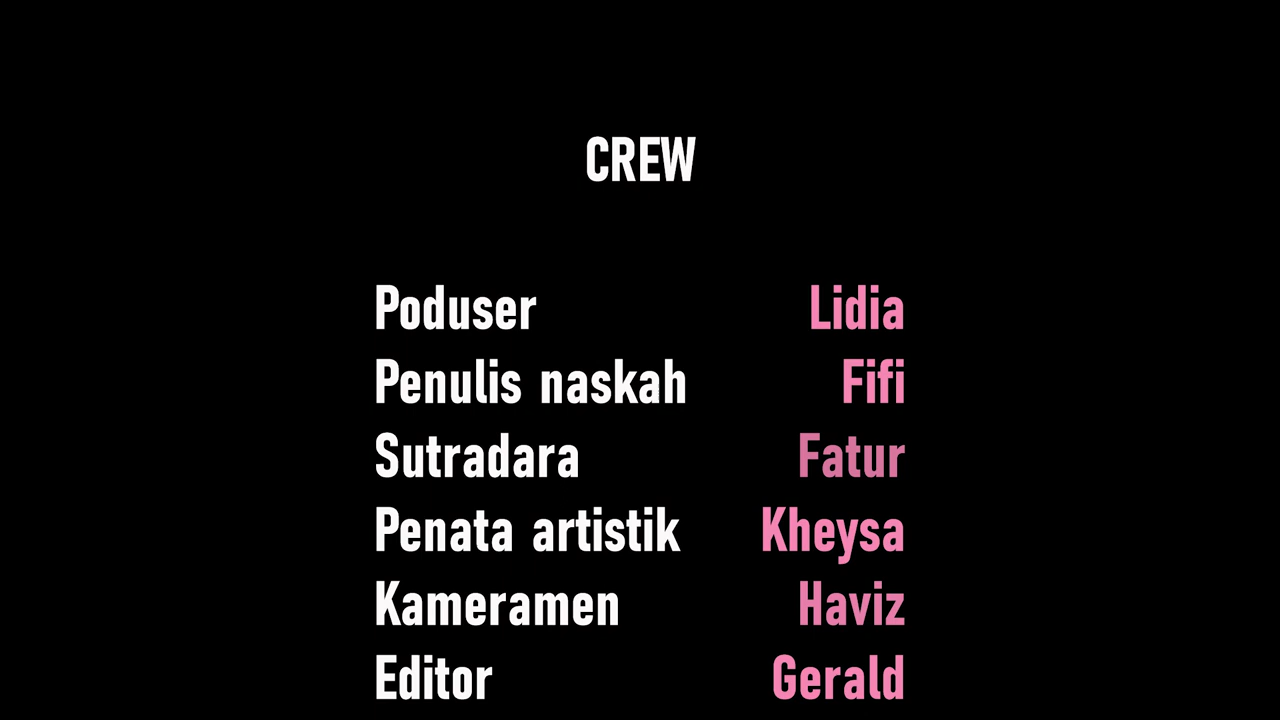 CREW
Poduser Lidia
Penulis naskah Fifi
Sutradara Fatur
Penata artistik Kheysa
Kameramen Haviz
Editor Gerald